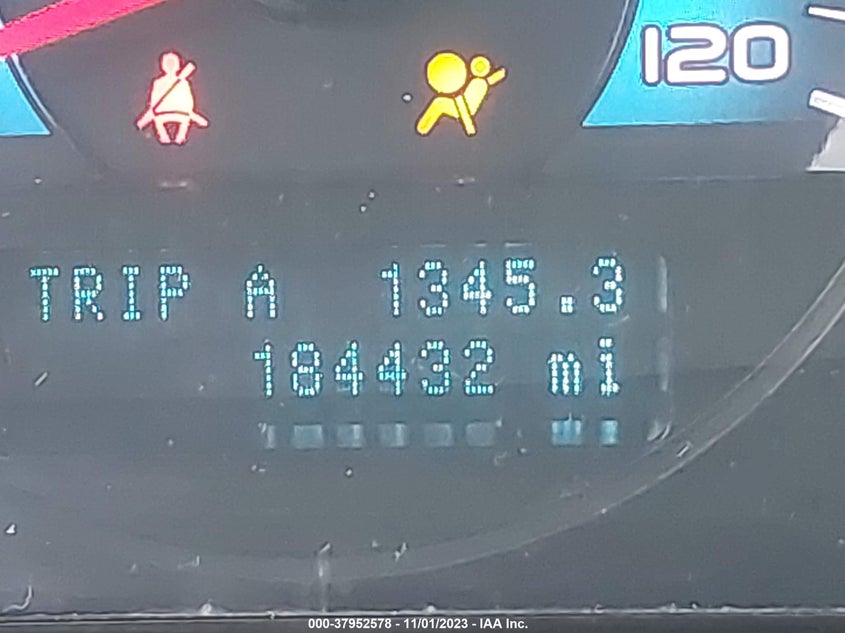 120
TRIP A 1345.3
184432 mi
000-37952578 - 11/01/2023 - IAA Inc.